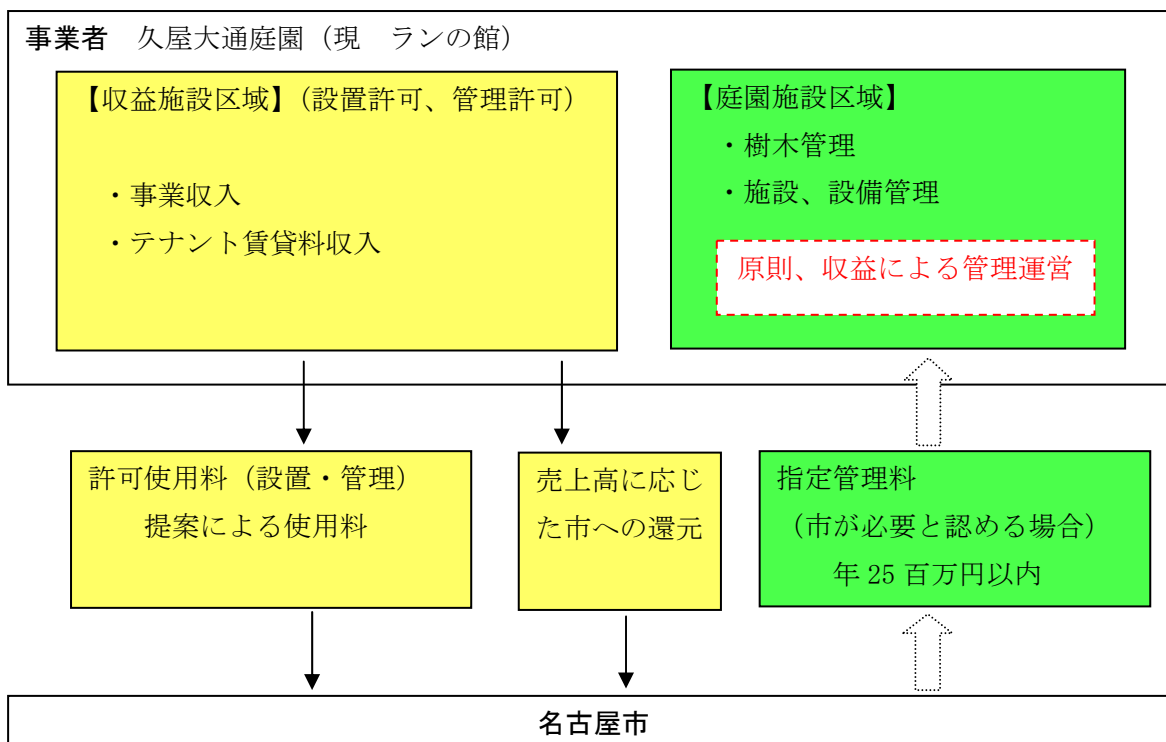 事業者　久屋大通庭園（現　ランの館）
【収益施設区域】（設置許可、管理許可）
・事業収入
・テナント賃貸料収入
【庭園施設区域】
・樹木管理
・施設、設備管理
原則、収益による管理運営
許可使用料（設置・管理）
提案による使用料
売上高に応じ
た市への還元
指定管理料
（市が必要と認める場合）
年 25 百万円以内
名古屋市